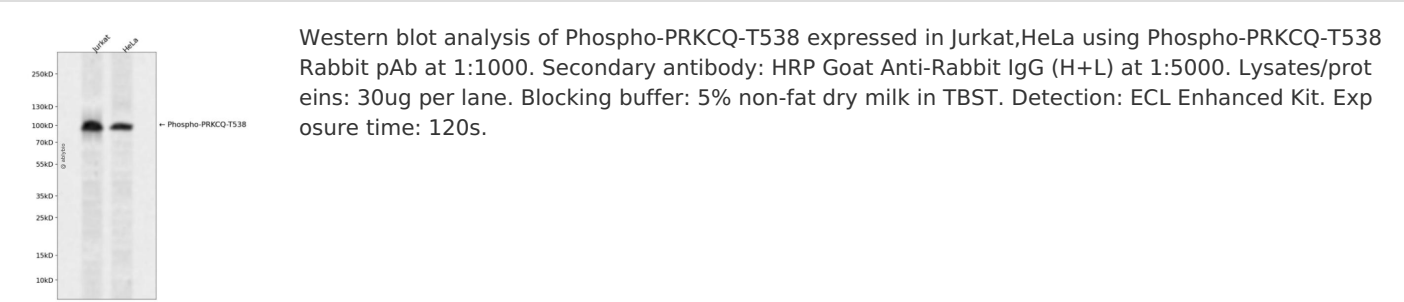 Jurkat
HeLa
250kD
130kD
100kD
70kD
55kD
35kD
25kD
15kD
10kD
← Phospho-PRKCQ-T538
@ abybio
Western blot analysis of Phospho-PRKCQ-T538 expressed in Jurkat,HeLa using Phospho-PRKCQ-T538
Rabbit pAb at 1:1000. Secondary antibody: HRP Goat Anti-Rabbit IgG (H+L) at 1:5000. Lysates/prot
eins: 30ug per lane. Blocking buffer: 5% non-fat dry milk in TBST. Detection: ECL Enhanced Kit. Exp
osure time: 120s.